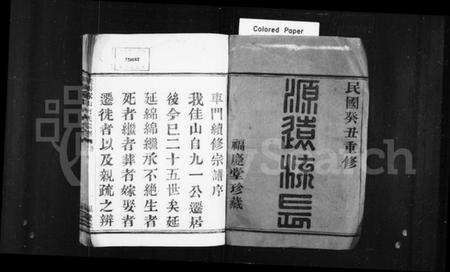 Colored Paper
民國癸丑重修
源遠流長
福慶堂珍藏
車門續修宗譜序
我佳山自九一公遷居
後今已二十五世矣延
延綿綿繼承不絕生者
死者繼者葬者嫁娶者
遷徙者以及親疏之辨